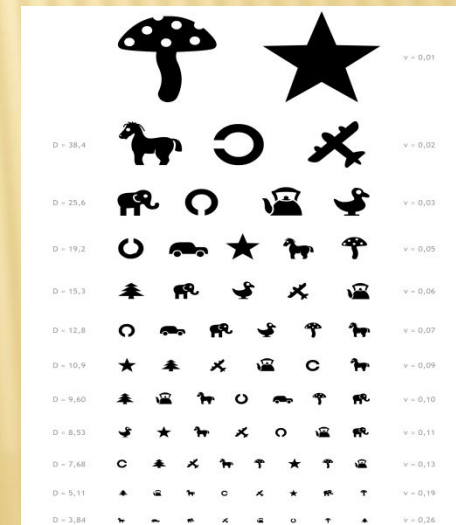 v = 0,01
D = 38,4 v = 0,02
D = 25,6 v = 0,03
D = 19,2 v = 0,05
D = 15,3 v = 0,06
D = 12,8 v = 0,07
D = 10,9 v = 0,09
D = 9,60 v = 0,10
D = 8,53 v = 0,11
D = 7,68 v = 0,13
D = 5,11 v = 0,19
D = 3,84 v = 0,26